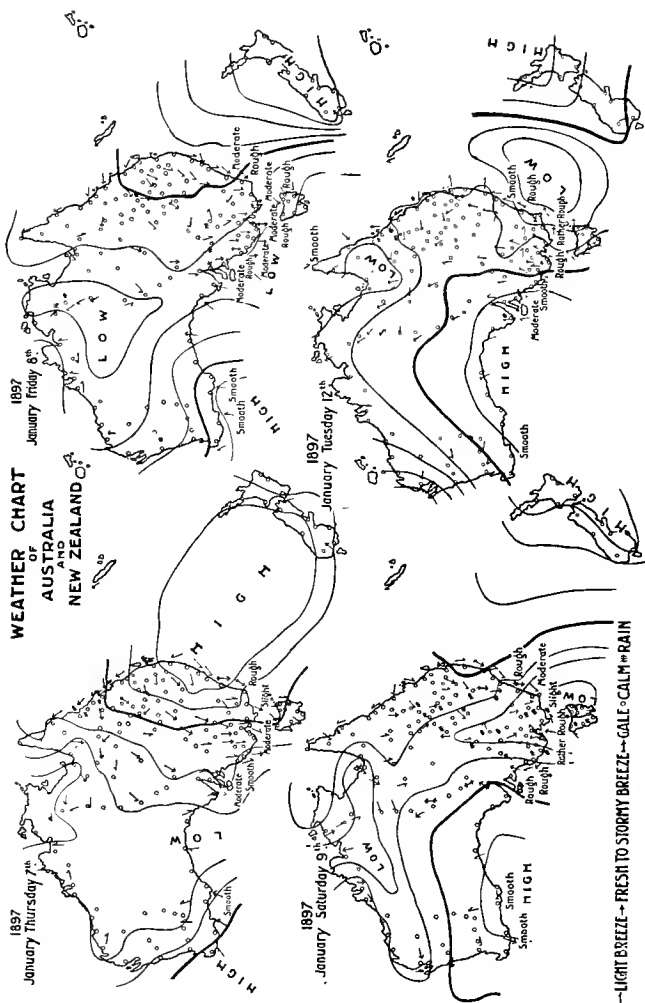 WEATHER CHART
OF
AUSTRALIA
AND
NEW ZEALAND
1897
January Thursday 7th
HIGH
LOW
HIGH
Smooth
Moderate
Smooth
Moderate
Slight
Rough
1897
January Friday 8th
LOW
HIGH
LOW
HIGH
Smooth
Smooth
Moderate
Rough
Moderate
Moderate
Rough
Moderate
Rough
Moderate
Rough
1897
January Saturday 9th
LOW
HIGH
LOW
HIGH
Smooth
Smooth
Rough
Rough
Rather Rough
Slight
Moderate
Rough
1897
January Tuesday 12th
LOW
HIGH
LOW
HIGH
Smooth
Smooth
Moderate
Smooth
Rough
Rather Rough
Rough
Smooth
LIGHT BREEZE FRESH TO STORMY BREEZE GALE CALM RAIN